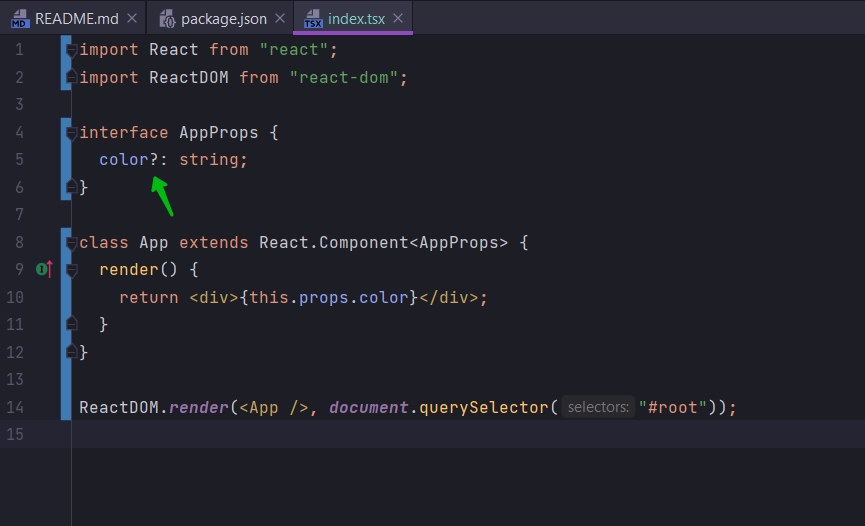 README.md package.json index.tsx
1 import React from "react";
2 import ReactDOM from "react-dom";
3
4 interface AppProps {
5   color?: string;
6 }
7
8 class App extends React.Component<AppProps> {
9   render() {
10     return <div>{this.props.color}</div>;
11   }
12 }
13
14 ReactDOM.render(<App />, document.querySelector( selectors: "#root"));
15